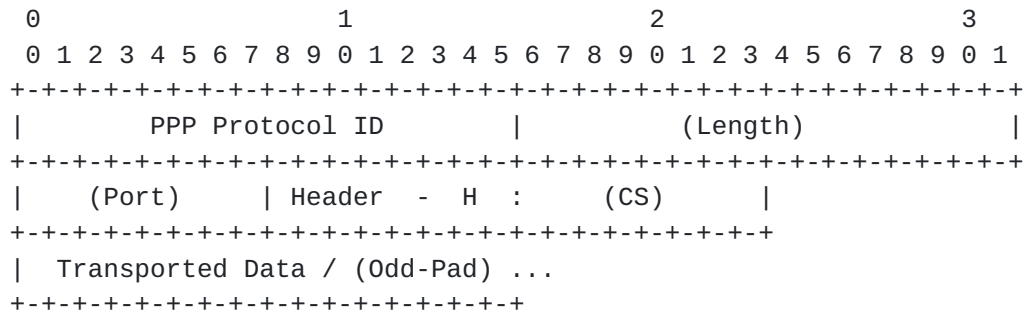 0                   1                   2                   3
 0 1 2 3 4 5 6 7 8 9 0 1 2 3 4 5 6 7 8 9 0 1 2 3 4 5 6 7 8 9 0 1
+-+-+-+-+-+-+-+-+-+-+-+-+-+-+-+-+-+-+-+-+-+-+-+-+-+-+-+-+-+-+-+-+
|        PPP Protocol ID        |          (Length)             |
+-+-+-+-+-+-+-+-+-+-+-+-+-+-+-+-+-+-+-+-+-+-+-+-+-+-+-+-+-+-+-+-+
|    (Port)     | Header  -  H  :     (CS)      |
+-+-+-+-+-+-+-+-+-+-+-+-+-+-+-+-+-+-+-+-+-+-+-+-+
|  Transported Data / (Odd-Pad) ...
+-+-+-+-+-+-+-+-+-+-+-+-+-+-+-+-+